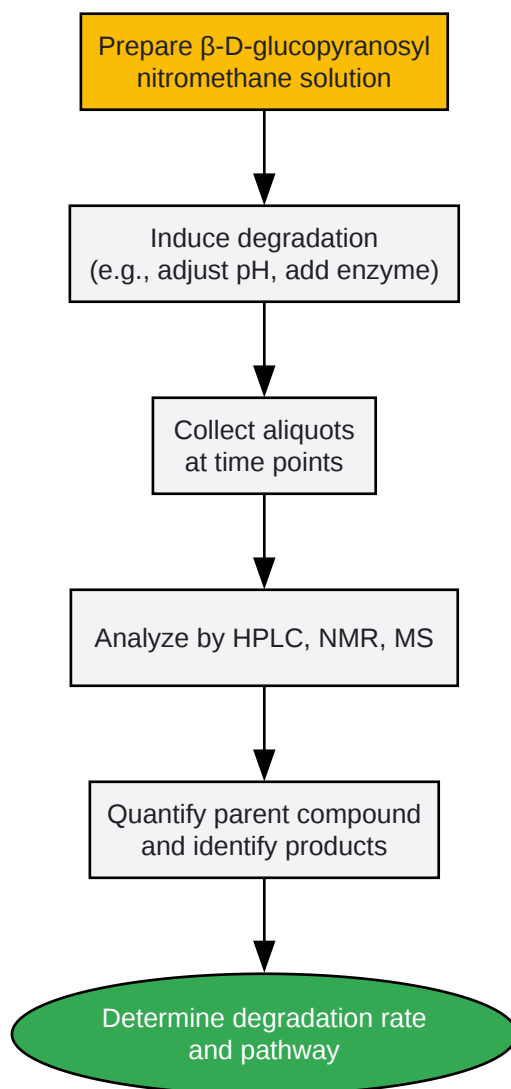 Prepare β-D-glucopyranosyl
nitromethane solution
Induce degradation
(e.g., adjust pH, add enzyme)
Collect aliquots
at time points
Analyze by HPLC, NMR, MS
Quantify parent compound
and identify products
Determine degradation rate
and pathway